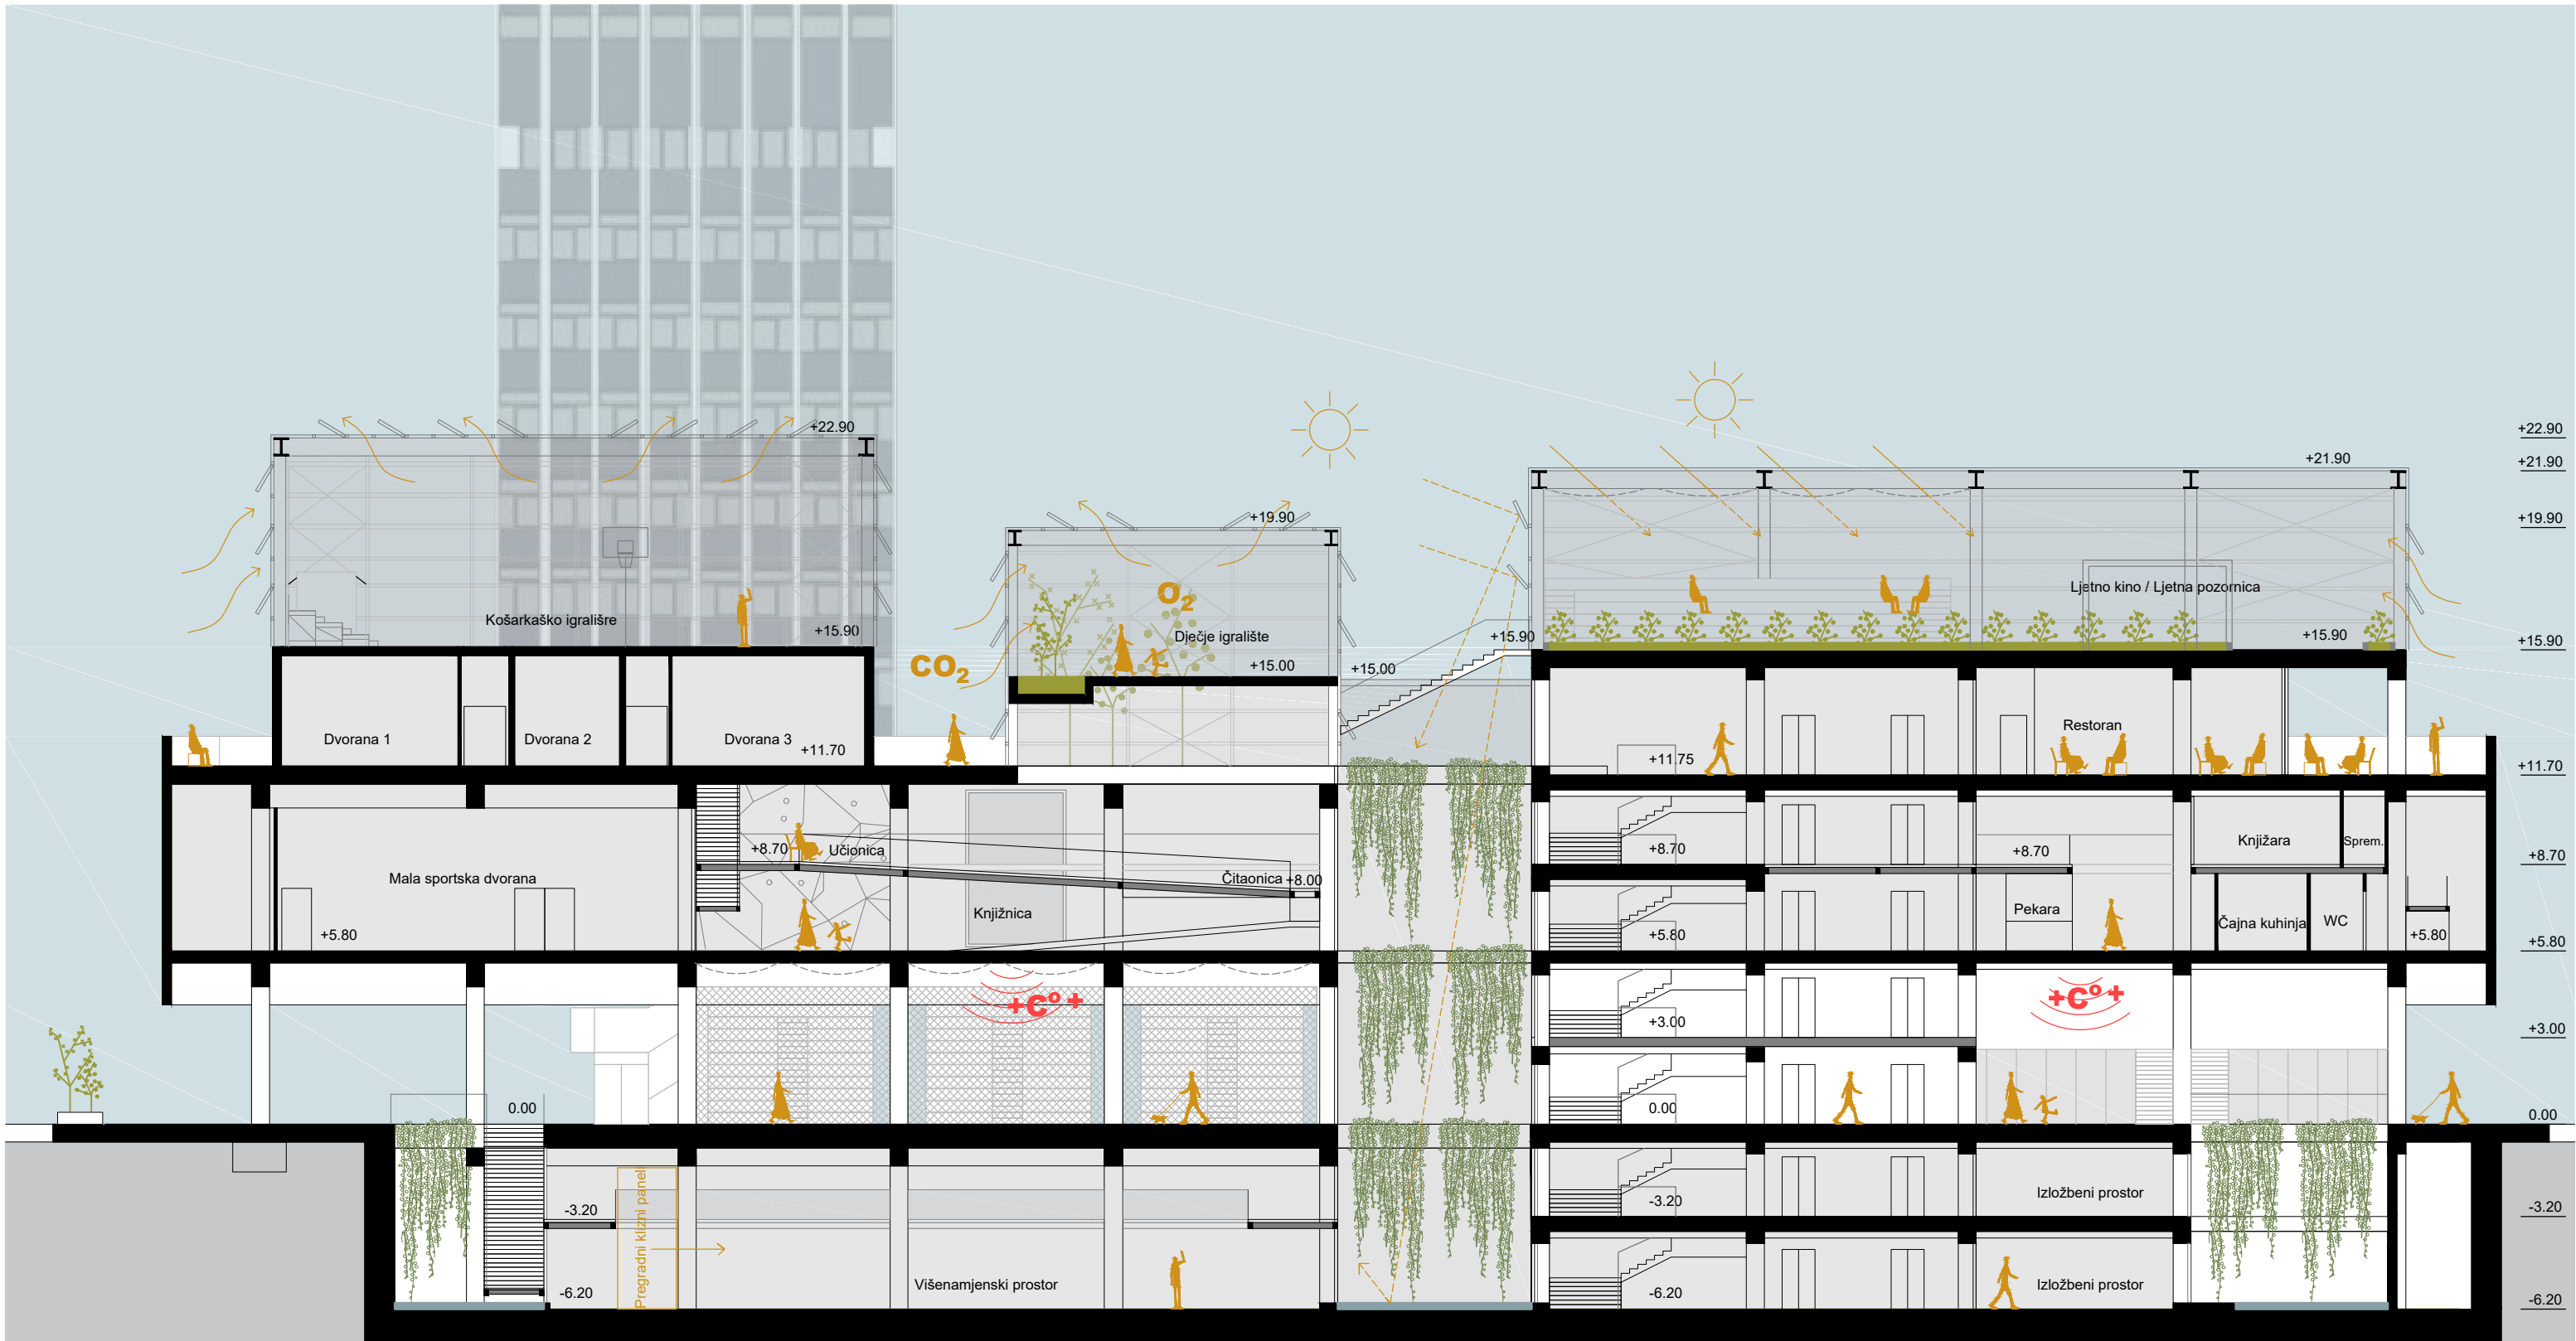 +22.90
+22.90
+21.90
+21.90
+19.90
+19.90
O2
Ljetno kino / Ljetna pozornica
Košarkaško igrališre
+15.90
Dječje igralište
+15.90
+15.90
+15.90
CO2
+15.00
+15.00
Dvorana 1
Dvorana 2
Dvorana 3
+11.70
Restoran
+11.75
+11.70
+8.70
Učionica
+8.70
+8.70
Knjižara
Sprem.
+8.70
Mala sportska dvorana
Čitaonica
+8.00
Knjižnica
Pekara
Čajna kuhinja
WC
+5.80
+5.80
+5.80
+5.80
+C°+
+C°+
+3.00
+3.00
0.00
0.00
0.00
Pregradni klizni paneli
-3.20
-3.20
Izložbeni prostor
-3.20
Višenamjenski prostor
-6.20
-6.20
Izložbeni prostor
-6.20